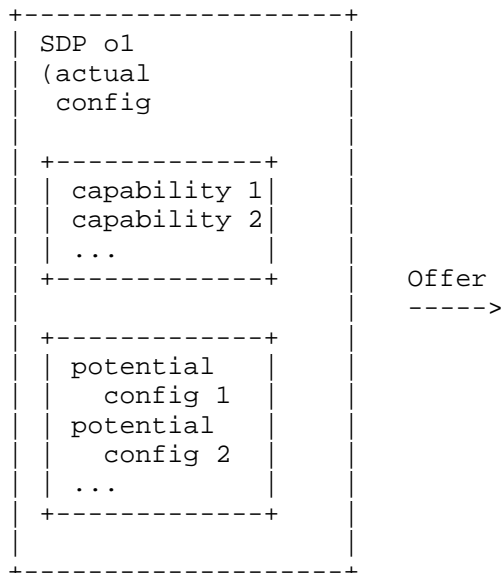 SDP o1
(actual
config
capability 1
capability 2
...
Offer
----->
potential
config 1
potential
config 2
...